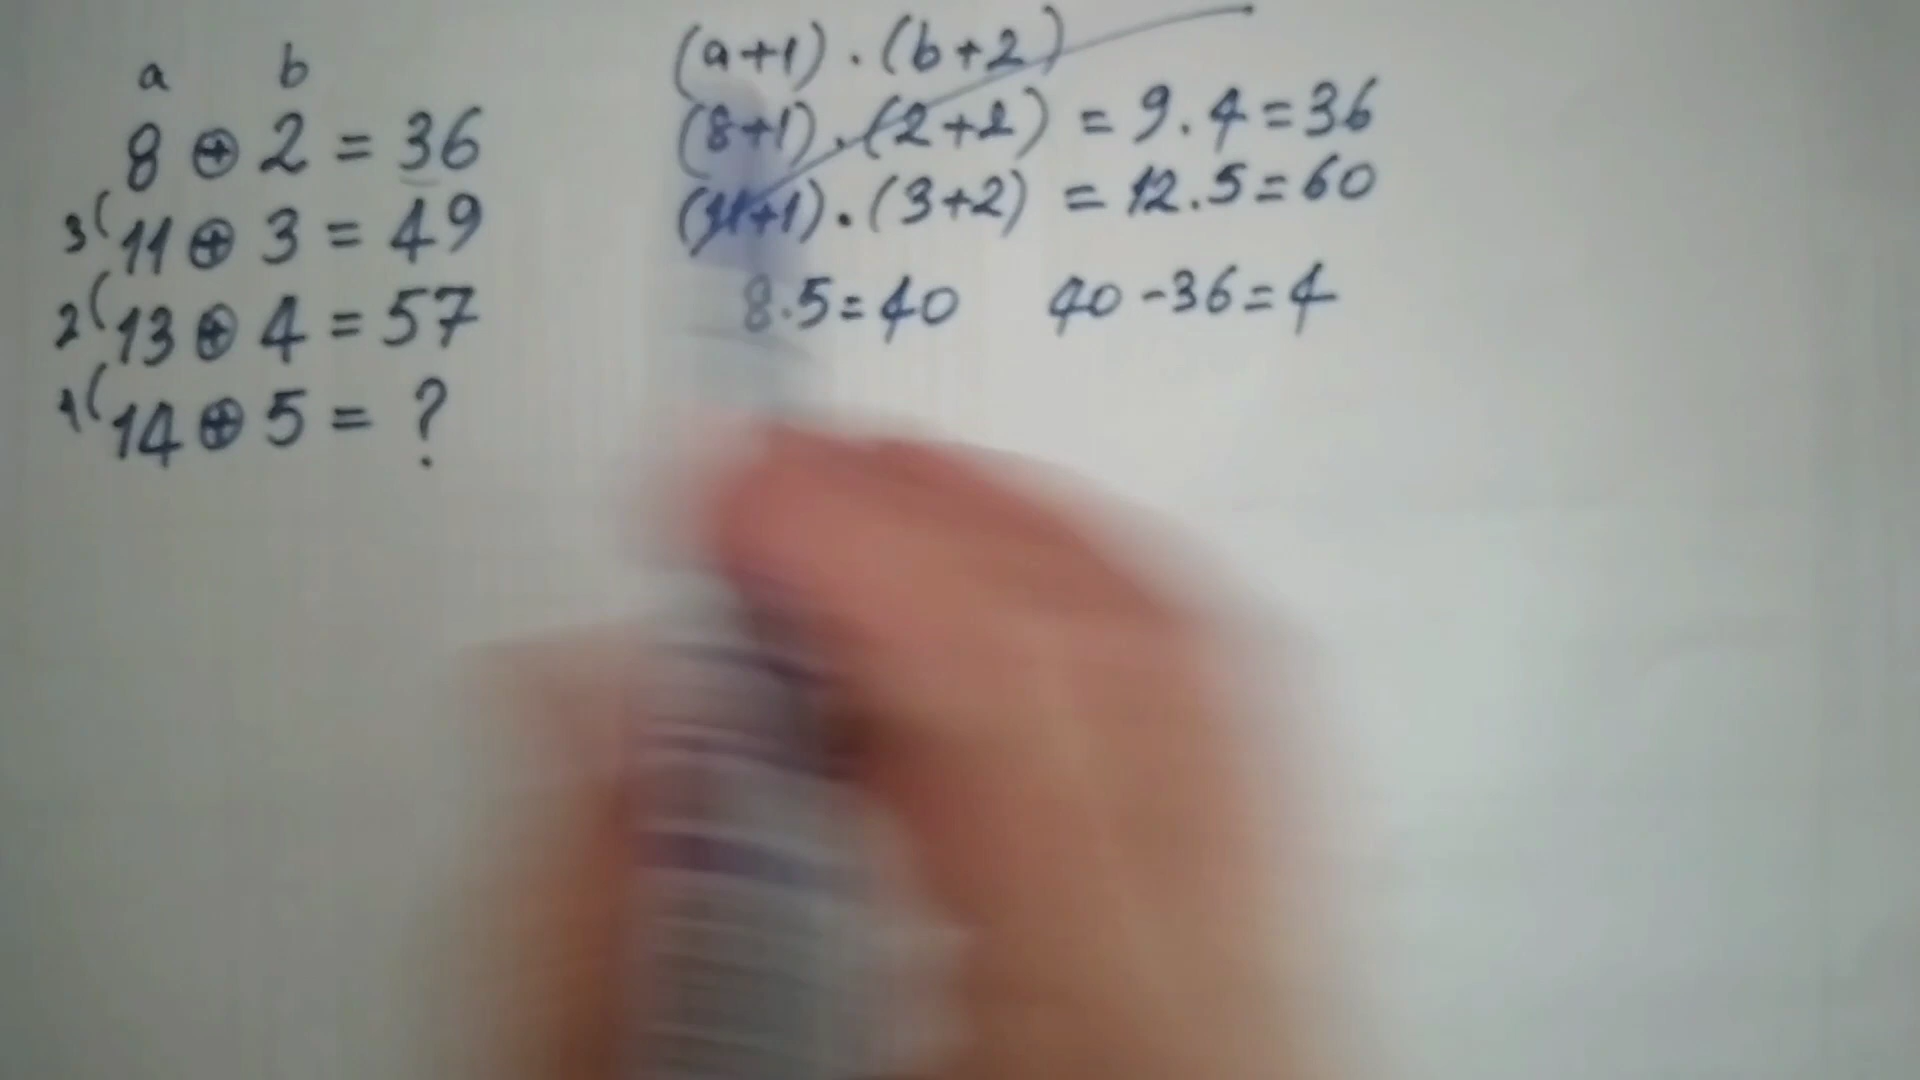 a b
8 ⊕ 2 = 36
3( 11 ⊕ 3 = 49
2( 13 ⊕ 4 = 57
1( 14 ⊕ 5 = ?
(a+1) . (b+2)
(8+1) . (2+2) = 9 . 4 = 36
(11+1) . (3+2) = 12 . 5 = 60
8 . 5 = 40 40 - 36 = 4